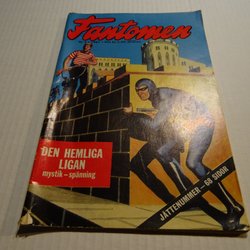 Fantomen
DEN HEMLIGA
LIGAN
mystik – spänning
JÄTTENUMMER – 68 SIDOR